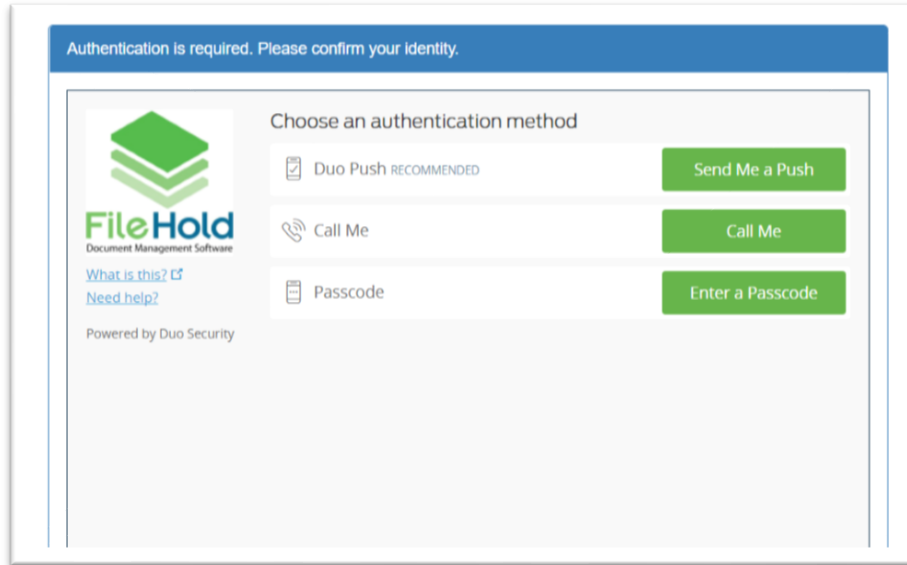 Authentication is required. Please confirm your identity.
FileHold
Document Management Software
What is this?
Need help?
Powered by Duo Security
Choose an authentication method
Duo Push RECOMMENDED
Send Me a Push
Call Me
Call Me
Passcode
Enter a Passcode